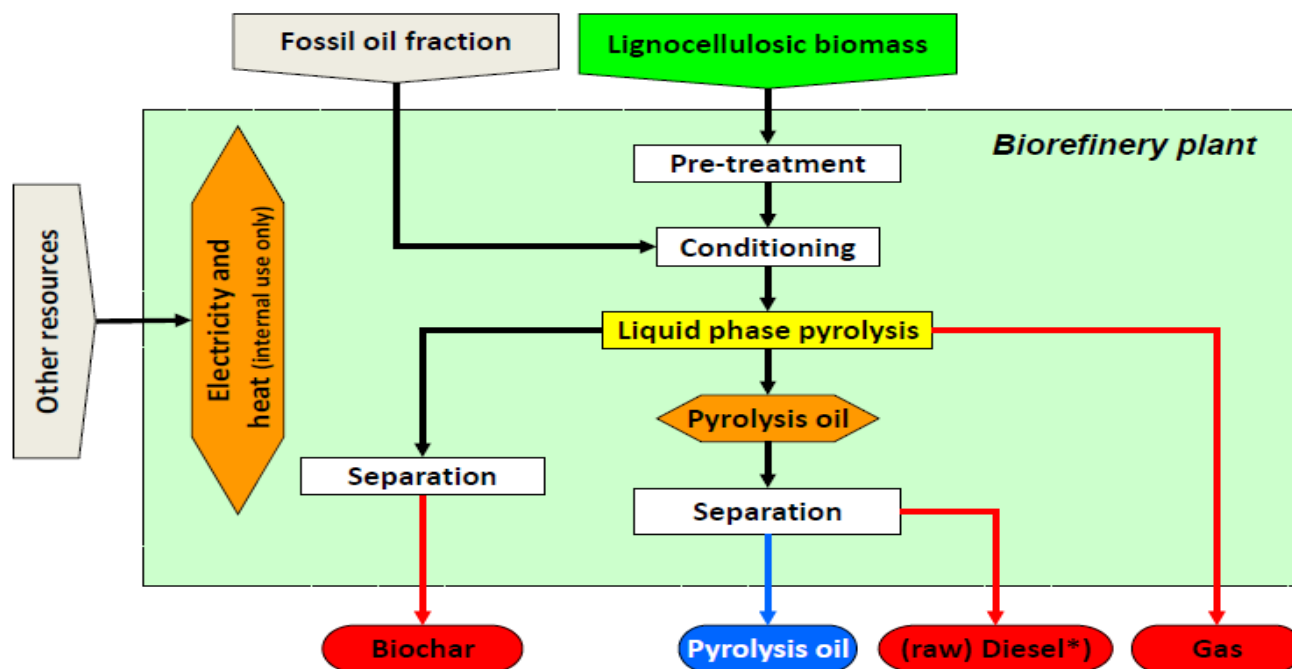 Fossil oil fraction
Lignocellulosic biomass
Biorefinery plant
Pre-treatment
Conditioning
Other resources
Electricity and
heat (internal use only)
Liquid phase pyrolysis
Pyrolysis oil
Separation
Separation
Biochar
Pyrolysis oil
(raw) Diesel*)
Gas